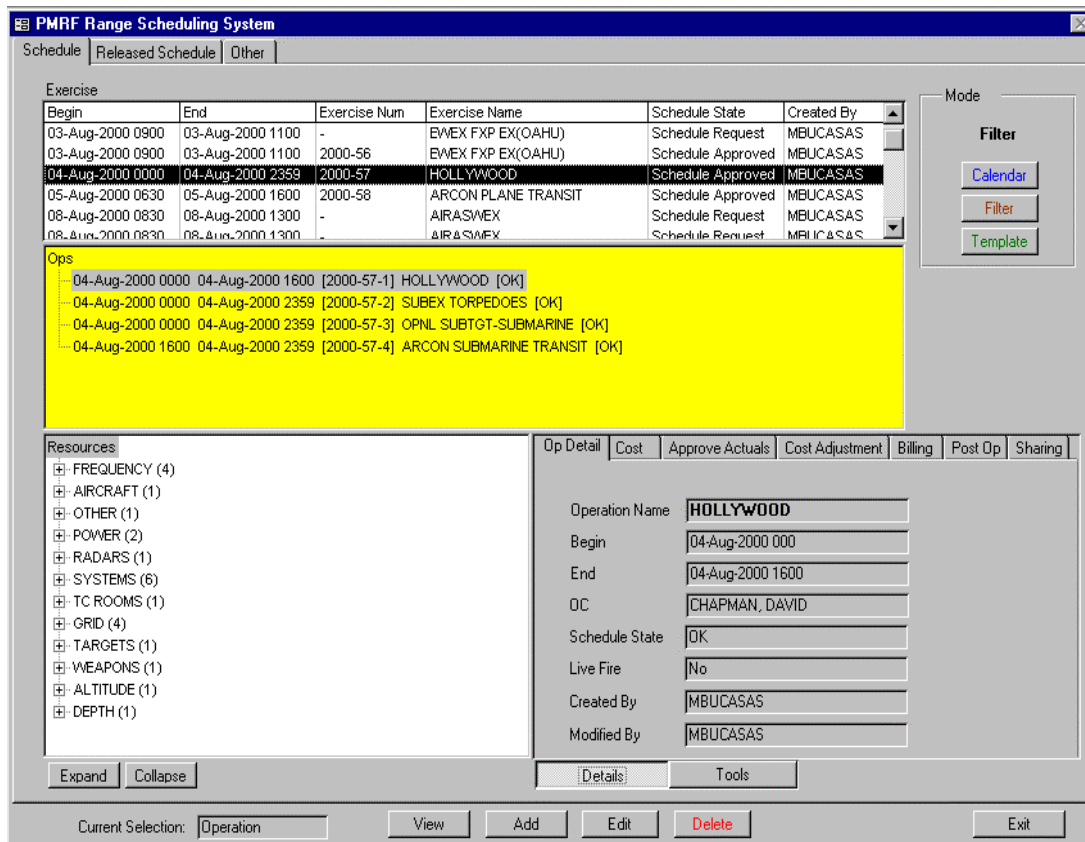 PMRF Range Scheduling System
Schedule Released Schedule Other
Exercise
Begin End Exercise Num Exercise Name Schedule State Created By
03-Aug-2000 0900 03-Aug-2000 1100 - EWEX FXP EX(OAHU) Schedule Request MBUCASAS
03-Aug-2000 0900 03-Aug-2000 1100 2000-56 EWEX FXP EX(OAHU) Schedule Approved MBUCASAS
04-Aug-2000 0000 04-Aug-2000 2359 2000-57 HOLLYWOOD Schedule Approved MBUCASAS
05-Aug-2000 0630 05-Aug-2000 1600 2000-58 ARCON PLANE TRANSIT Schedule Approved MBUCASAS
08-Aug-2000 0830 08-Aug-2000 1300 - AIRASWEX Schedule Request MBUCASAS
08-Aug-2000 0830 08-Aug-2000 1300 - AIRASWEX Schedule Request MBUCASAS
Mode
Filter
Calendar
Filter
Template
Ops
04-Aug-2000 0000 04-Aug-2000 1600 [2000-57-1] HOLLYWOOD [OK]
04-Aug-2000 0000 04-Aug-2000 2359 [2000-57-2] SUBEX TORPEDOES [OK]
04-Aug-2000 0000 04-Aug-2000 2359 [2000-57-3] OPNL SUBTGT-SUBMARINE [OK]
04-Aug-2000 1600 04-Aug-2000 2359 [2000-57-4] ARCON SUBMARINE TRANSIT [OK]
Resources
FREQUENCY (4)
AIRCRAFT (1)
OTHER (1)
POWER (2)
RADARS (1)
SYSTEMS (6)
TC ROOMS (1)
GRID (4)
TARGETS (1)
WEAPONS (1)
ALTITUDE (1)
DEPTH (1)
Expand Collapse
Op Detail Cost Approve Actuals Cost Adjustment Billing Post Op Sharing
Operation Name HOLLYWOOD
Begin 04-Aug-2000 000
End 04-Aug-2000 1600
OC CHAPMAN, DAVID
Schedule State OK
Live Fire No
Created By MBUCASAS
Modified By MBUCASAS
Details Tools
Current Selection: Operation View Add Edit Delete Exit